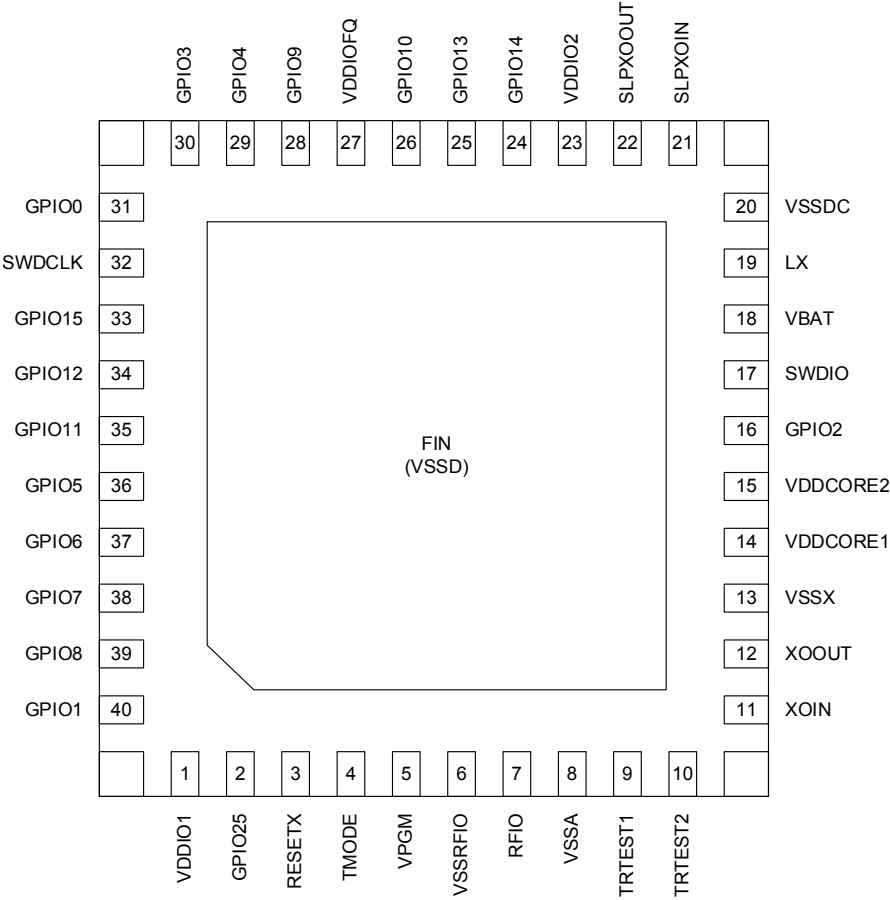 GPIO3
GPIO4
GPIO9
VDDIOFQ
GPIO10
GPIO13
GPIO14
VDDIO2
SLPXOOUT
SLPXOIN
30 29 28 27 26 25 24 23 22 21
GPIO0 31 20 VSSDC
SWDCLK 32 19 LX
GPIO15 33 18 VBAT
GPIO12 34 17 SWDIO
GPIO11 35 16 GPIO2
FIN
(VSSD)
GPIO5 36 15 VDDCORE2
GPIO6 37 14 VDDCORE1
GPIO7 38 13 VSSX
GPIO8 39 12 XOOUT
GPIO1 40 11 XOIN
1 2 3 4 5 6 7 8 9 10
VDDIO1
GPIO25
RESETX
TMODE
VPGM
VSSRFIO
RFIO
VSSA
TRTEST1
TRTEST2